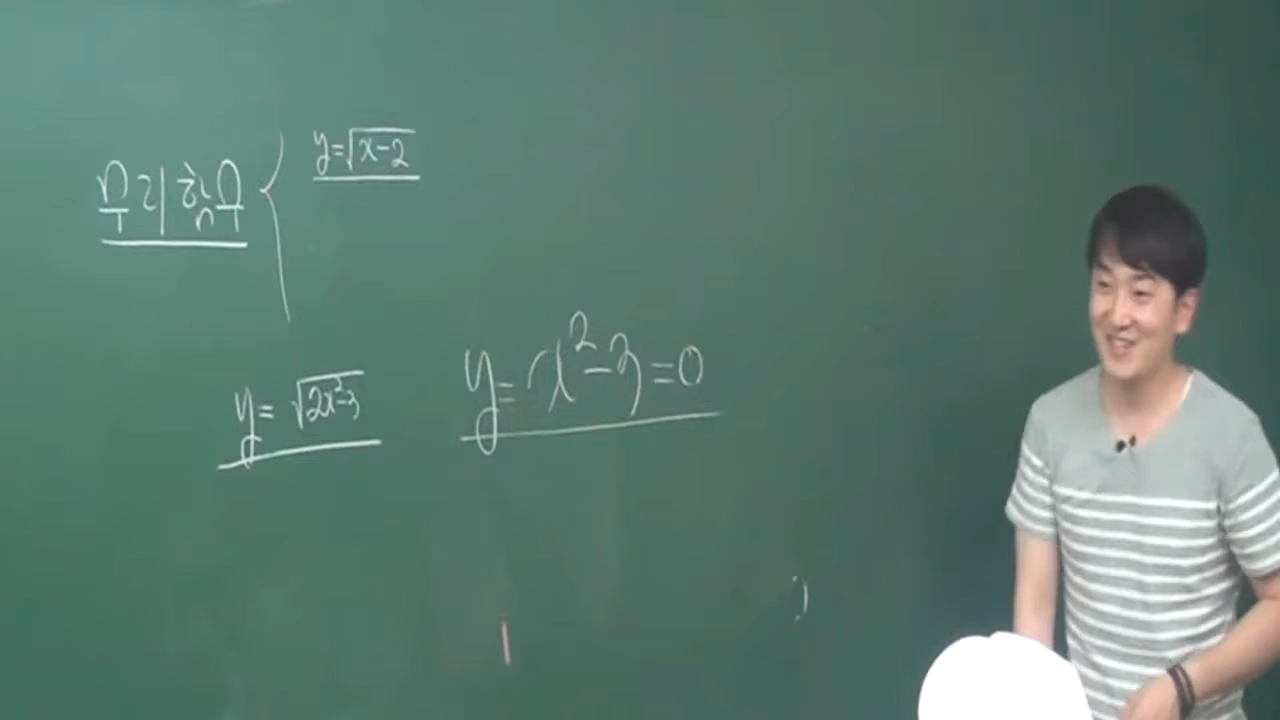 무리함수 { y=√(x-2)
y=√(2x²-3)
y=x²-3=0